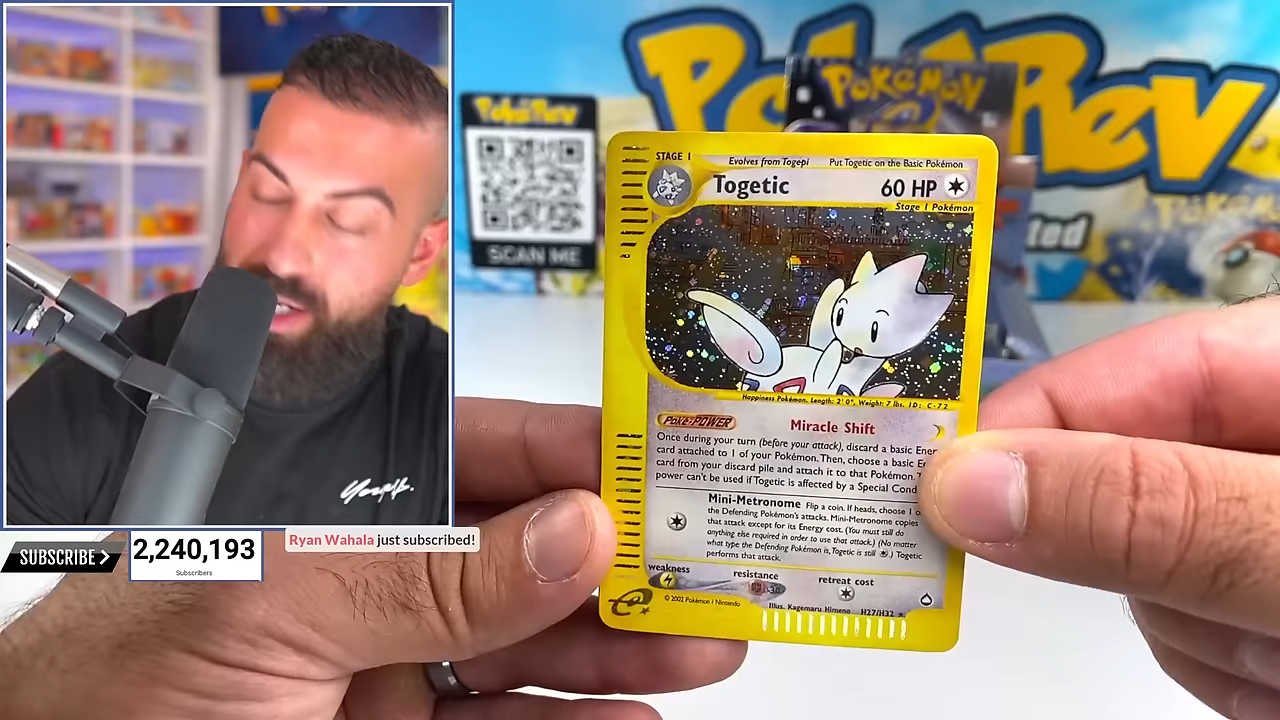 PokéRev
POKÉMON
PokéRev
SCAN ME
STAGE 1
Evolves from Togepi
Put Togetic on the Basic Pokémon
Togetic
60 HP
Stage 1 Pokémon
Happiness Pokémon. Length: 2' 0", Weight: 7 lbs. ID: C-72
Poké-POWER
Miracle Shift
Once during your turn (before your attack), discard a basic Ener
card attached to 1 of your Pokémon. Then, choose a basic E
card from your discard pile and attach it to that Pokémon. T
power can't be used if Togetic is affected by a Special Cond
Mini-Metronome Flip a coin. If heads, choose 1 o
the Defending Pokémon's attacks. Mini-Metronome copies
that attack except for its Energy cost. (You must still do
anything else required in order to use that attack.) (No matter
what type the Defending Pokémon is, Togetic is still .) Togetic
performs that attack.
weakness
resistance
-30
retreat cost
© 2002 Pokémon / Nintendo
Illus. Kagemaru Himeno
H27/H32 ★
SUBSCRIBE
2,240,193
Subscribers
Ryan Wahala just subscribed!